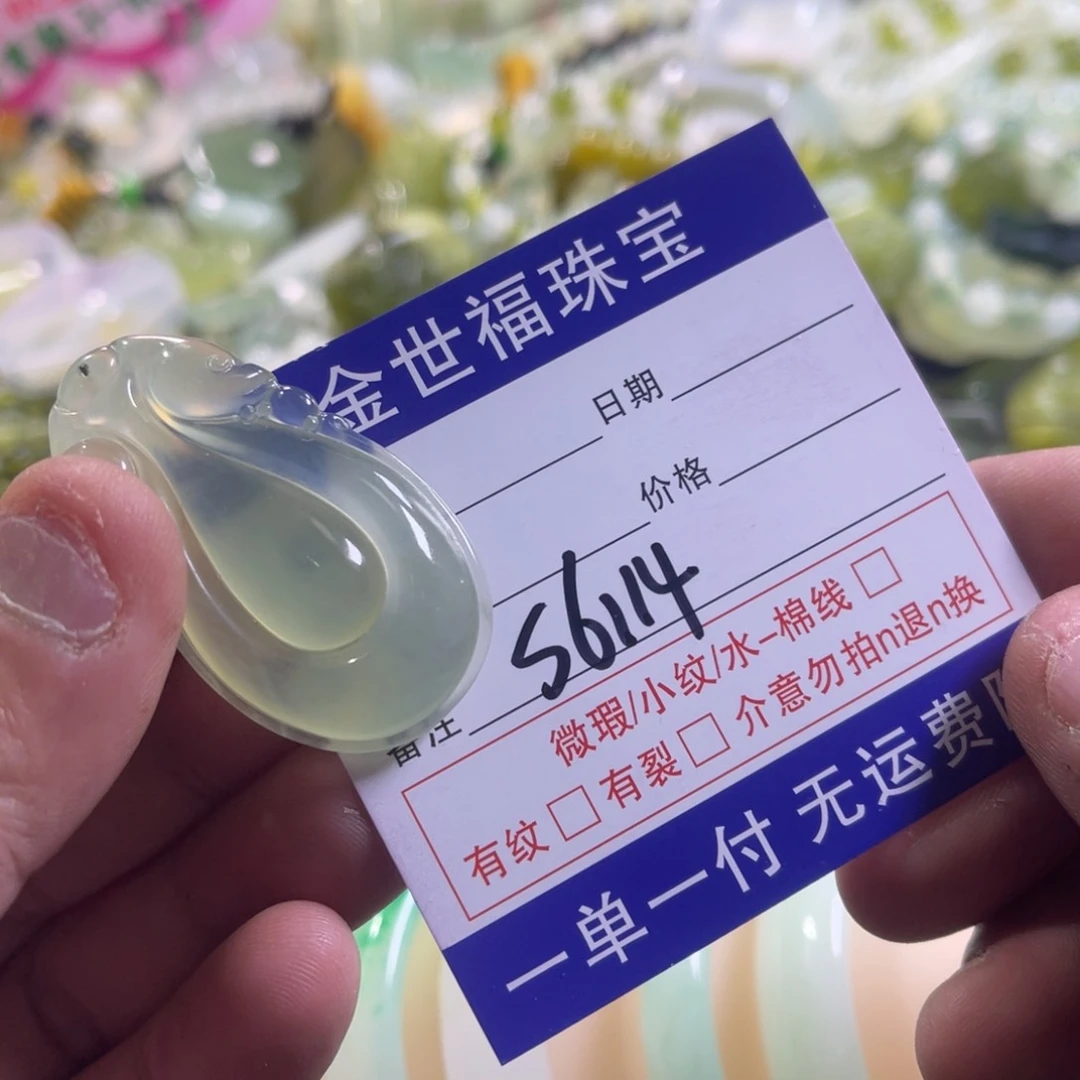 金世福珠宝
日期
价格
S6114
备注
微瑕/小纹/水-棉线 □
有纹 □ 有裂 □ 介意勿拍n退n换
一单一付 无运费